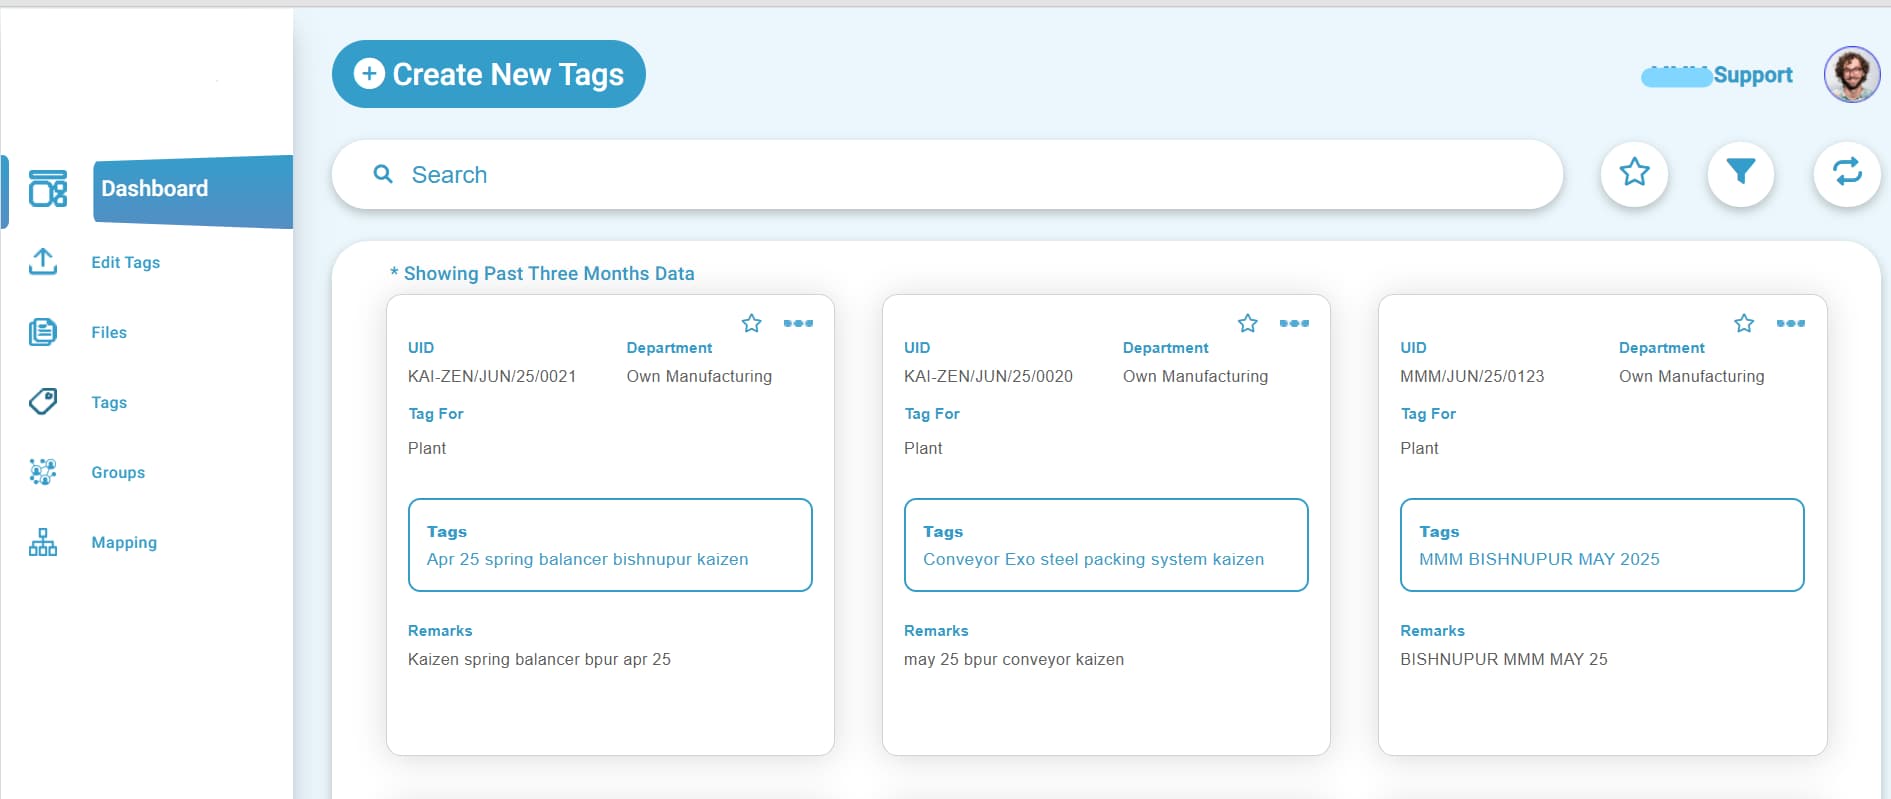 Create New Tags
Support
Dashboard
Search
Edit Tags
Files
Tags
Groups
Mapping
* Showing Past Three Months Data
UID
Department
KAI-ZEN/JUN/25/0021
Own Manufacturing
Tag For
Plant
Tags
Apr 25 spring balancer bishnupur kaizen
Remarks
Kaizen spring balancer bpur apr 25
UID
Department
KAI-ZEN/JUN/25/0020
Own Manufacturing
Tag For
Plant
Tags
Conveyor Exo steel packing system kaizen
Remarks
may 25 bpur conveyor kaizen
UID
Department
MMM/JUN/25/0123
Own Manufacturing
Tag For
Plant
Tags
MMM BISHNUPUR MAY 2025
Remarks
BISHNUPUR MMM MAY 25